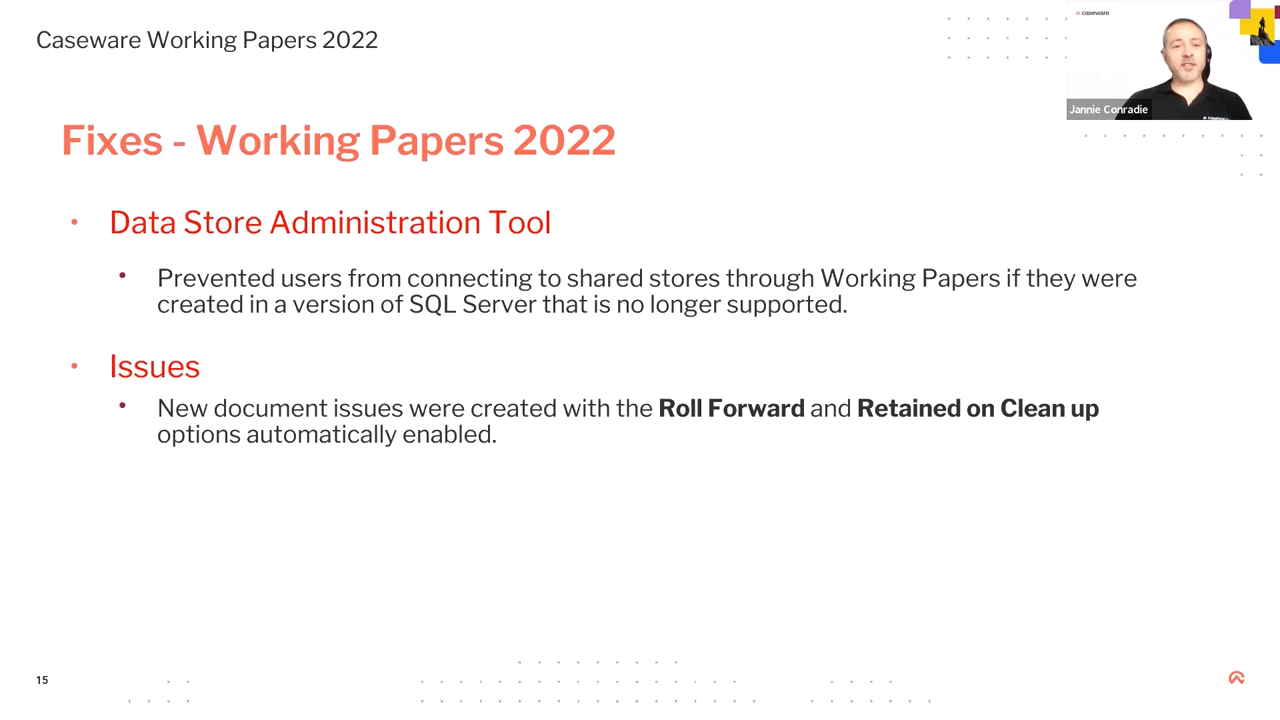 Caseware Working Papers 2022
caseware
Jannie Conradie
Fixes - Working Papers 2022
• Data Store Administration Tool
• Prevented users from connecting to shared stores through Working Papers if they were
created in a version of SQL Server that is no longer supported.
• Issues
• New document issues were created with the Roll Forward and Retained on Clean up
options automatically enabled.
15